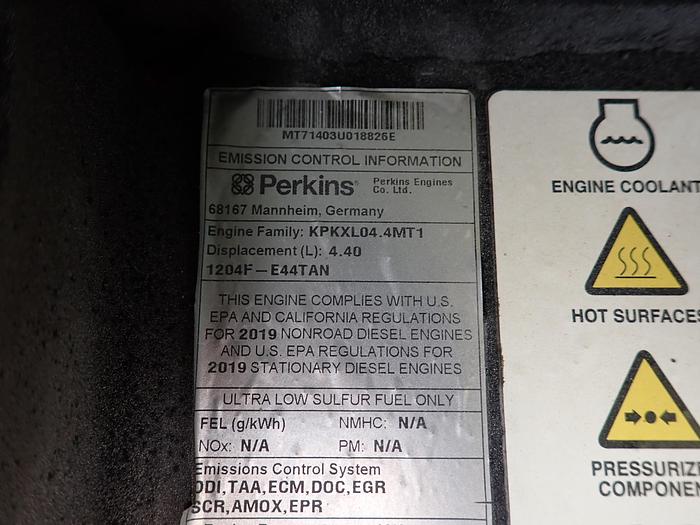 MT71403U018826E
EMISSION CONTROL INFORMATION
Perkins® Perkins Engines Co. Ltd.
68167 Mannheim, Germany
Engine Family: KPKXL04.4MT1
Displacement (L): 4.40
1204F-E44TAN
THIS ENGINE COMPLIES WITH U.S.
EPA AND CALIFORNIA REGULATIONS
FOR 2019 NONROAD DIESEL ENGINES
AND U.S. EPA REGULATIONS FOR
2019 STATIONARY DIESEL ENGINES
ULTRA LOW SULFUR FUEL ONLY
FEL (g/kWh) NMHC: N/A
NOx: N/A PM: N/A
Emissions Control System
DDI,TAA,ECM,DOC,EGR
SCR,AMOX,EPR
ENGINE COOLANT
HOT SURFACES
PRESSURIZ
COMPONEN